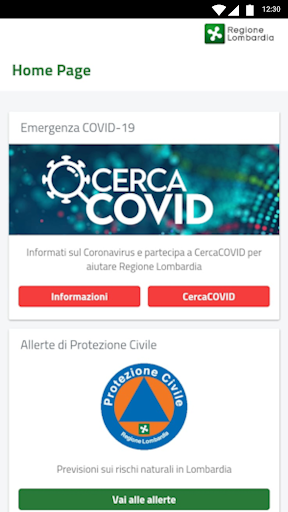 12:30
Regione
Lombardia
Home Page
Emergenza COVID-19
CERCA
COVID
Informati sul Coronavirus e partecipa a CercaCOVID per
aiutare Regione Lombardia
Informazioni
CercaCOVID
Allerte di Protezione Civile
Protezione Civile
Regione Lombardia
Previsioni sui rischi naturali in Lombardia
Vai alle allerte